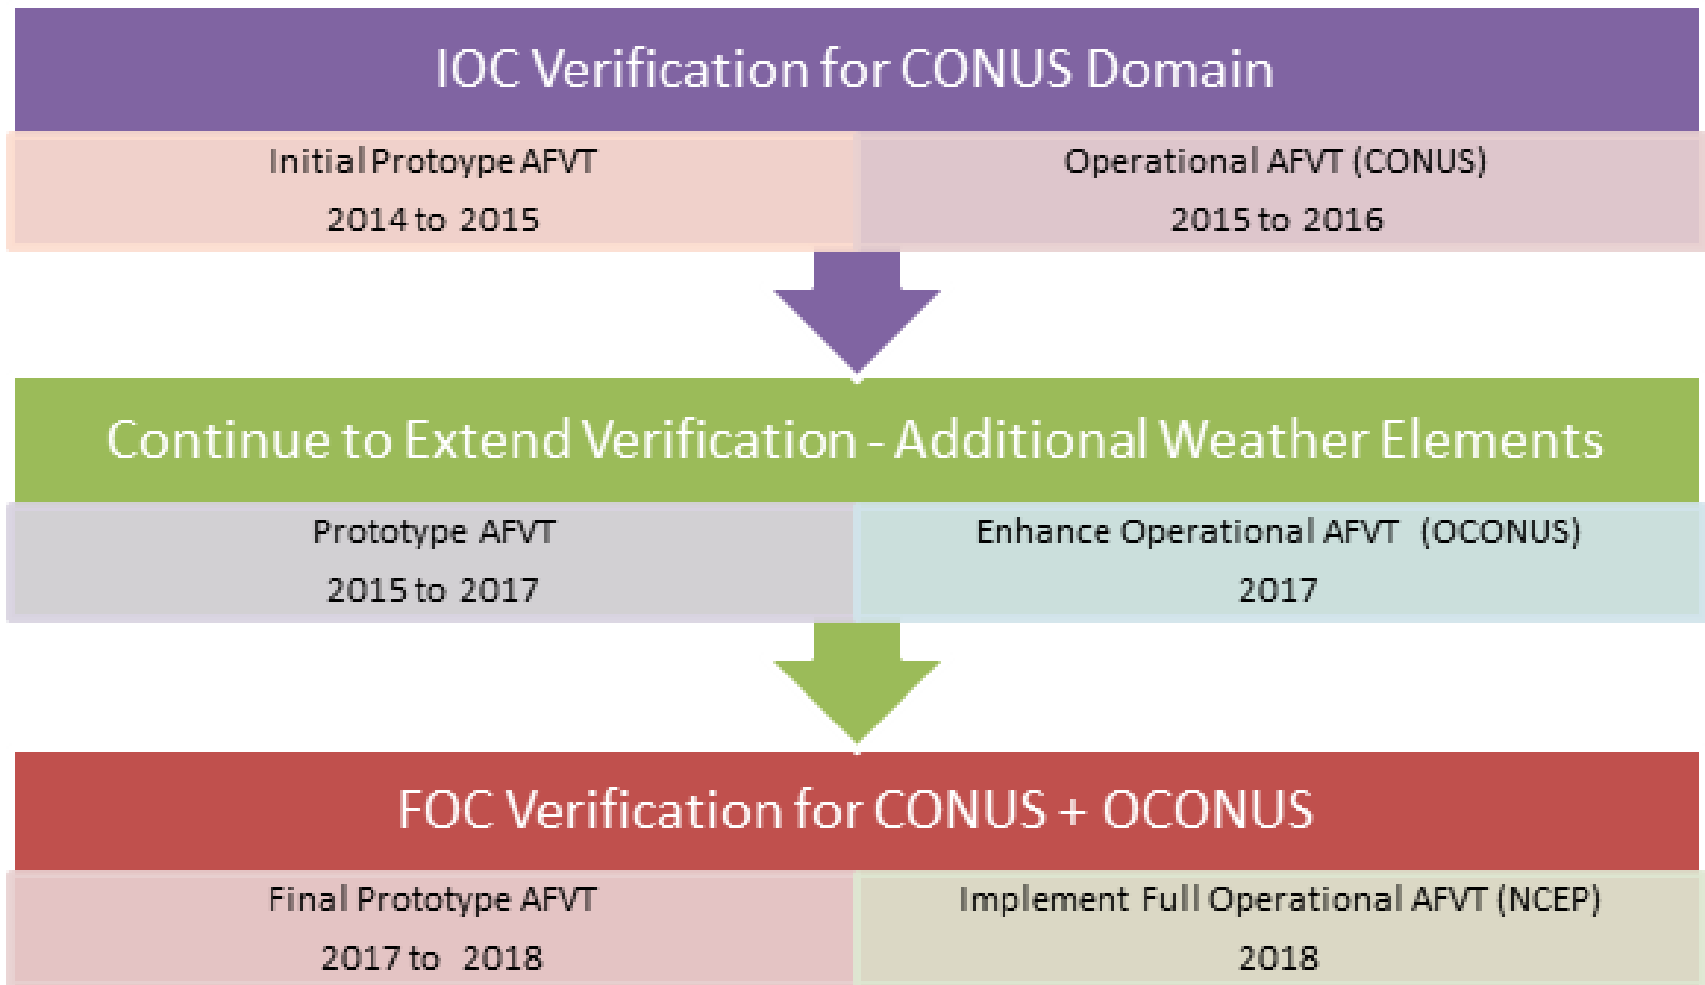 IOC Verification for CONUS Domain
Initial Protoype AFVT
2014 to 2015
Operational AFVT (CONUS)
2015 to 2016
Continue to Extend Verification - Additional Weather Elements
Prototype AFVT
2015 to 2017
Enhance Operational AFVT (OCONUS)
2017
FOC Verification for CONUS + OCONUS
Final Prototype AFVT
2017 to 2018
Implement Full Operational AFVT (NCEP)
2018